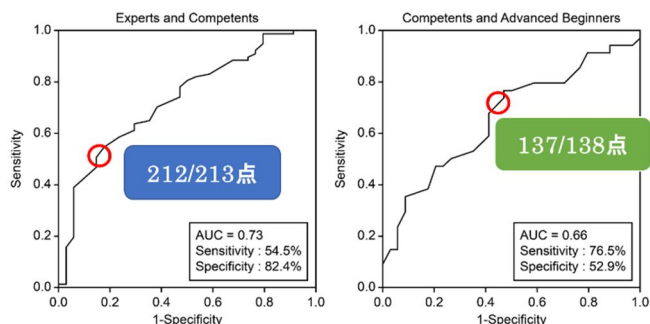 Experts and Competents
Sensitivity
1.0
0.8
0.6
0.4
0.2
0.0
212/213点
AUC = 0.73
Sensitivity : 54.5%
Specificity : 82.4%
0.0 0.2 0.4 0.6 0.8 1.0
1-Specificity
Competents and Advanced Beginners
Sensitivity
1.0
0.8
0.6
0.4
0.2
0.0
137/138点
AUC = 0.66
Sensitivity : 76.5%
Specificity : 52.9%
0.0 0.2 0.4 0.6 0.8 1.0
1-Specificity